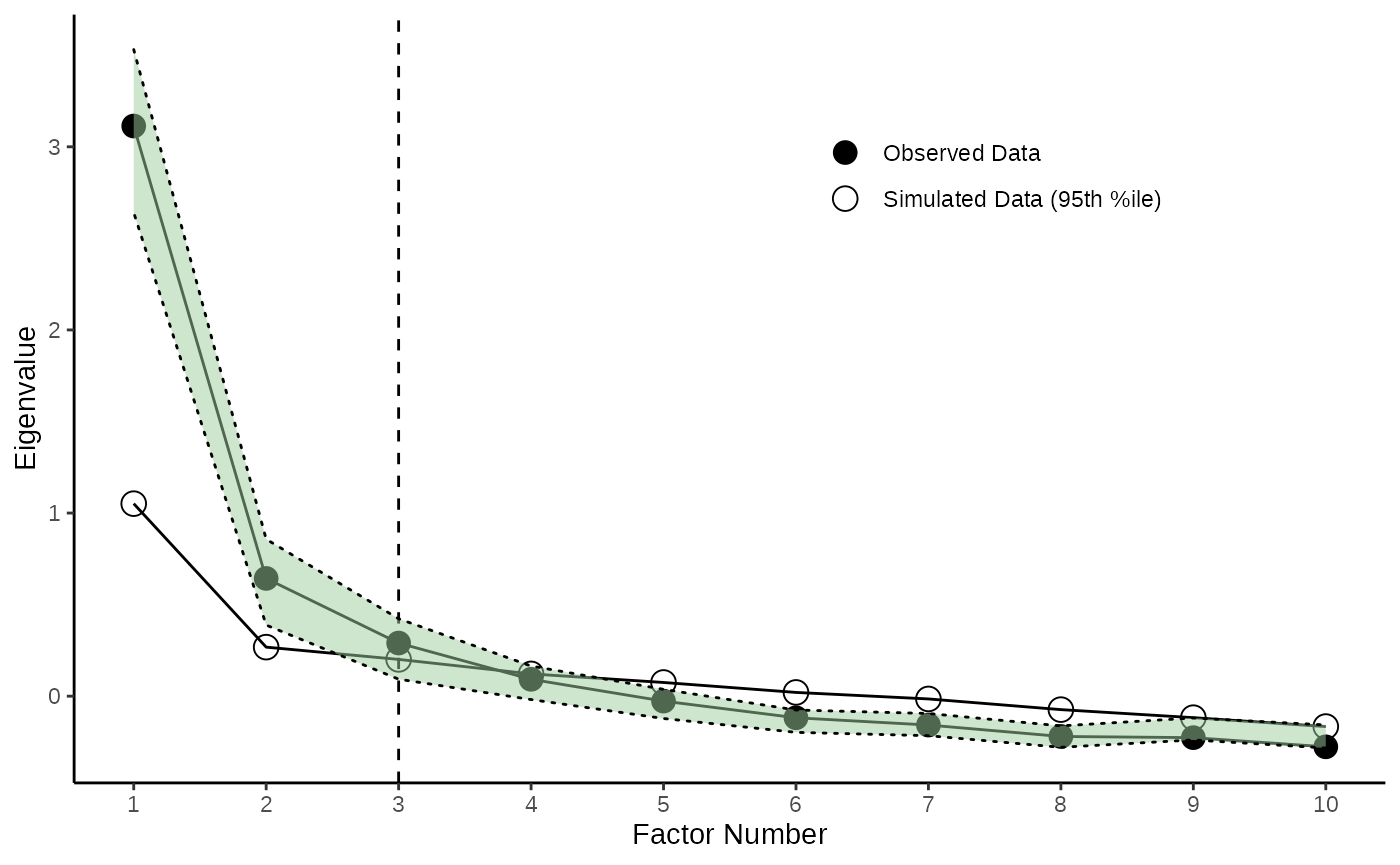 Eigenvalue
3
2
1
0
Observed Data
Simulated Data (95th %ile)
1 2 3 4 5 6 7 8 9 10
Factor Number